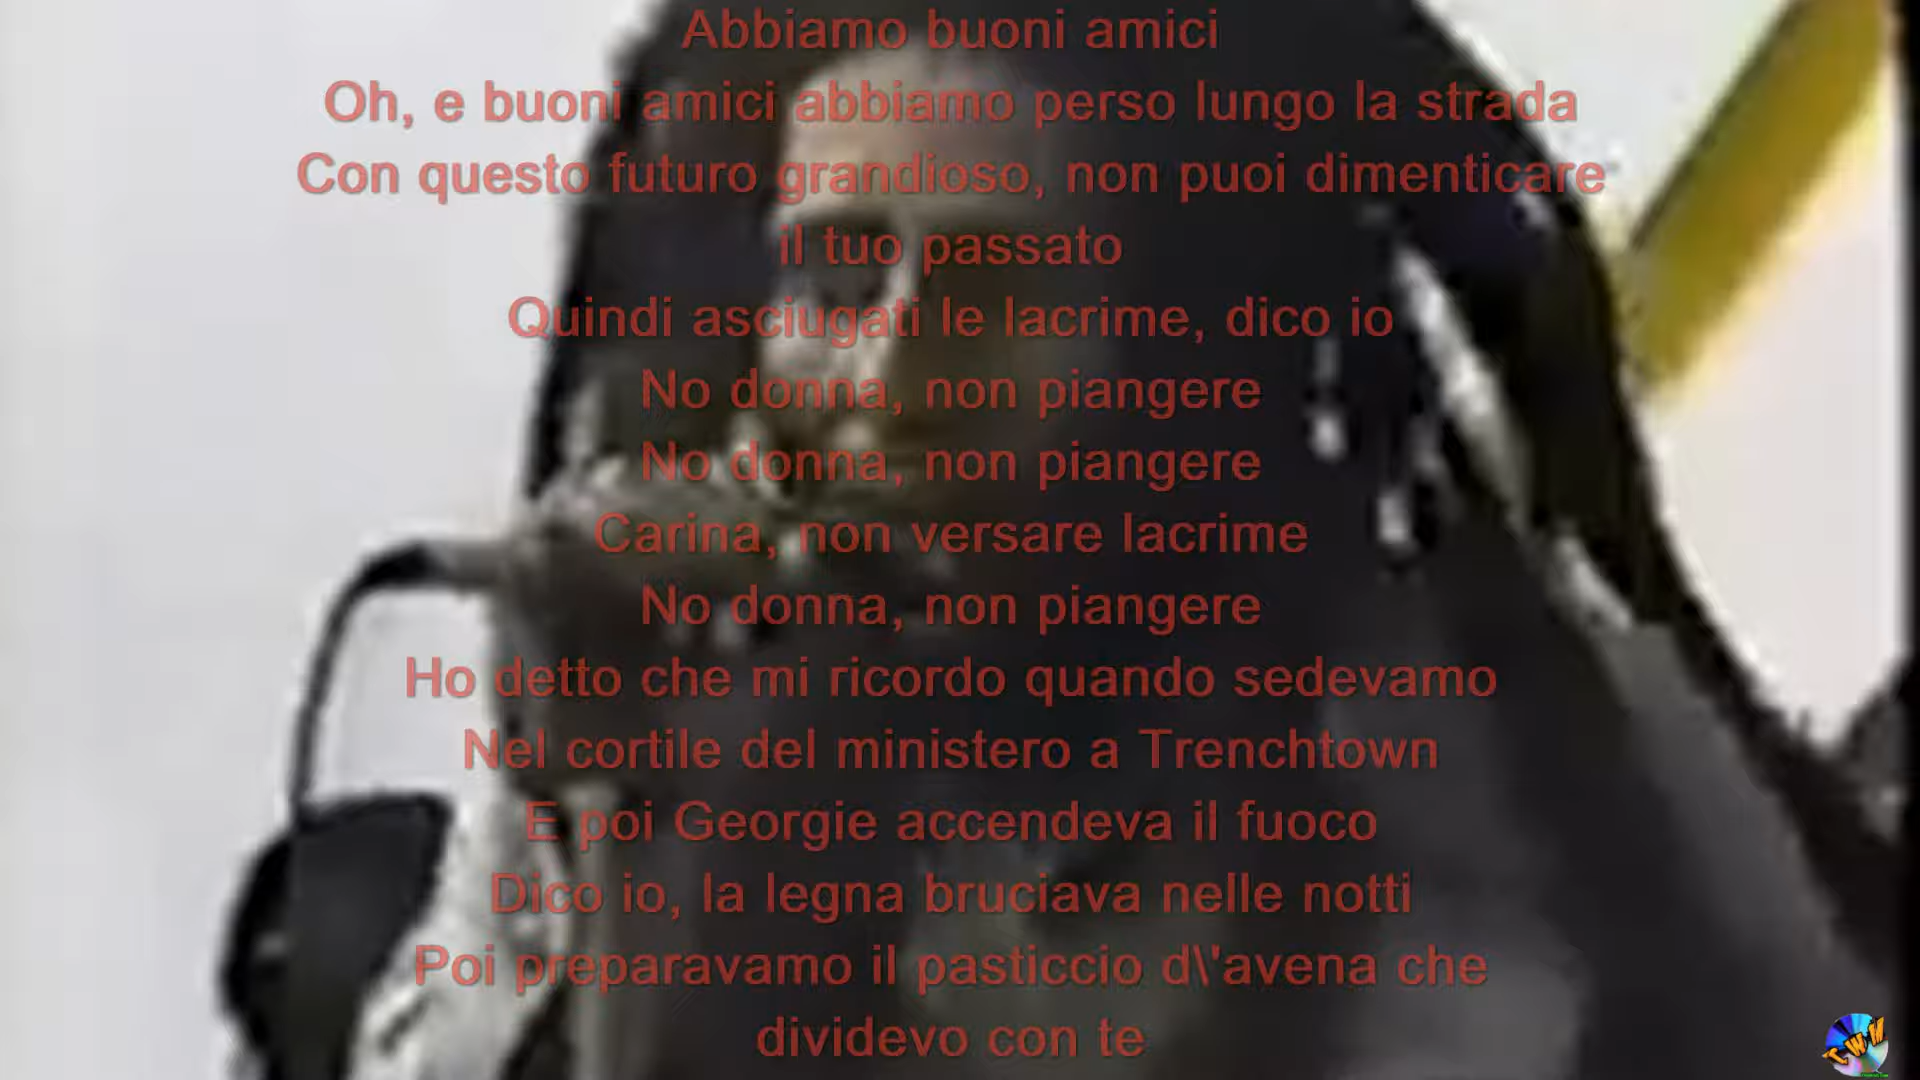 Abbiamo buoni amici
Oh, e buoni amici abbiamo perso lungo la strada
Con questo futuro grandioso, non puoi dimenticare
il tuo passato
Quindi asciugati le lacrime, dico io
No donna, non piangere
No donna, non piangere
Carina, non versare lacrime
No donna, non piangere
Ho detto che mi ricordo quando sedevamo
Nel cortile del ministero a Trenchtown
E poi Georgie accendeva il fuoco
Dico io, la legna bruciava nelle notti
Poi preparavamo il pasticcio d\'avena che
dividevo con te
TWM